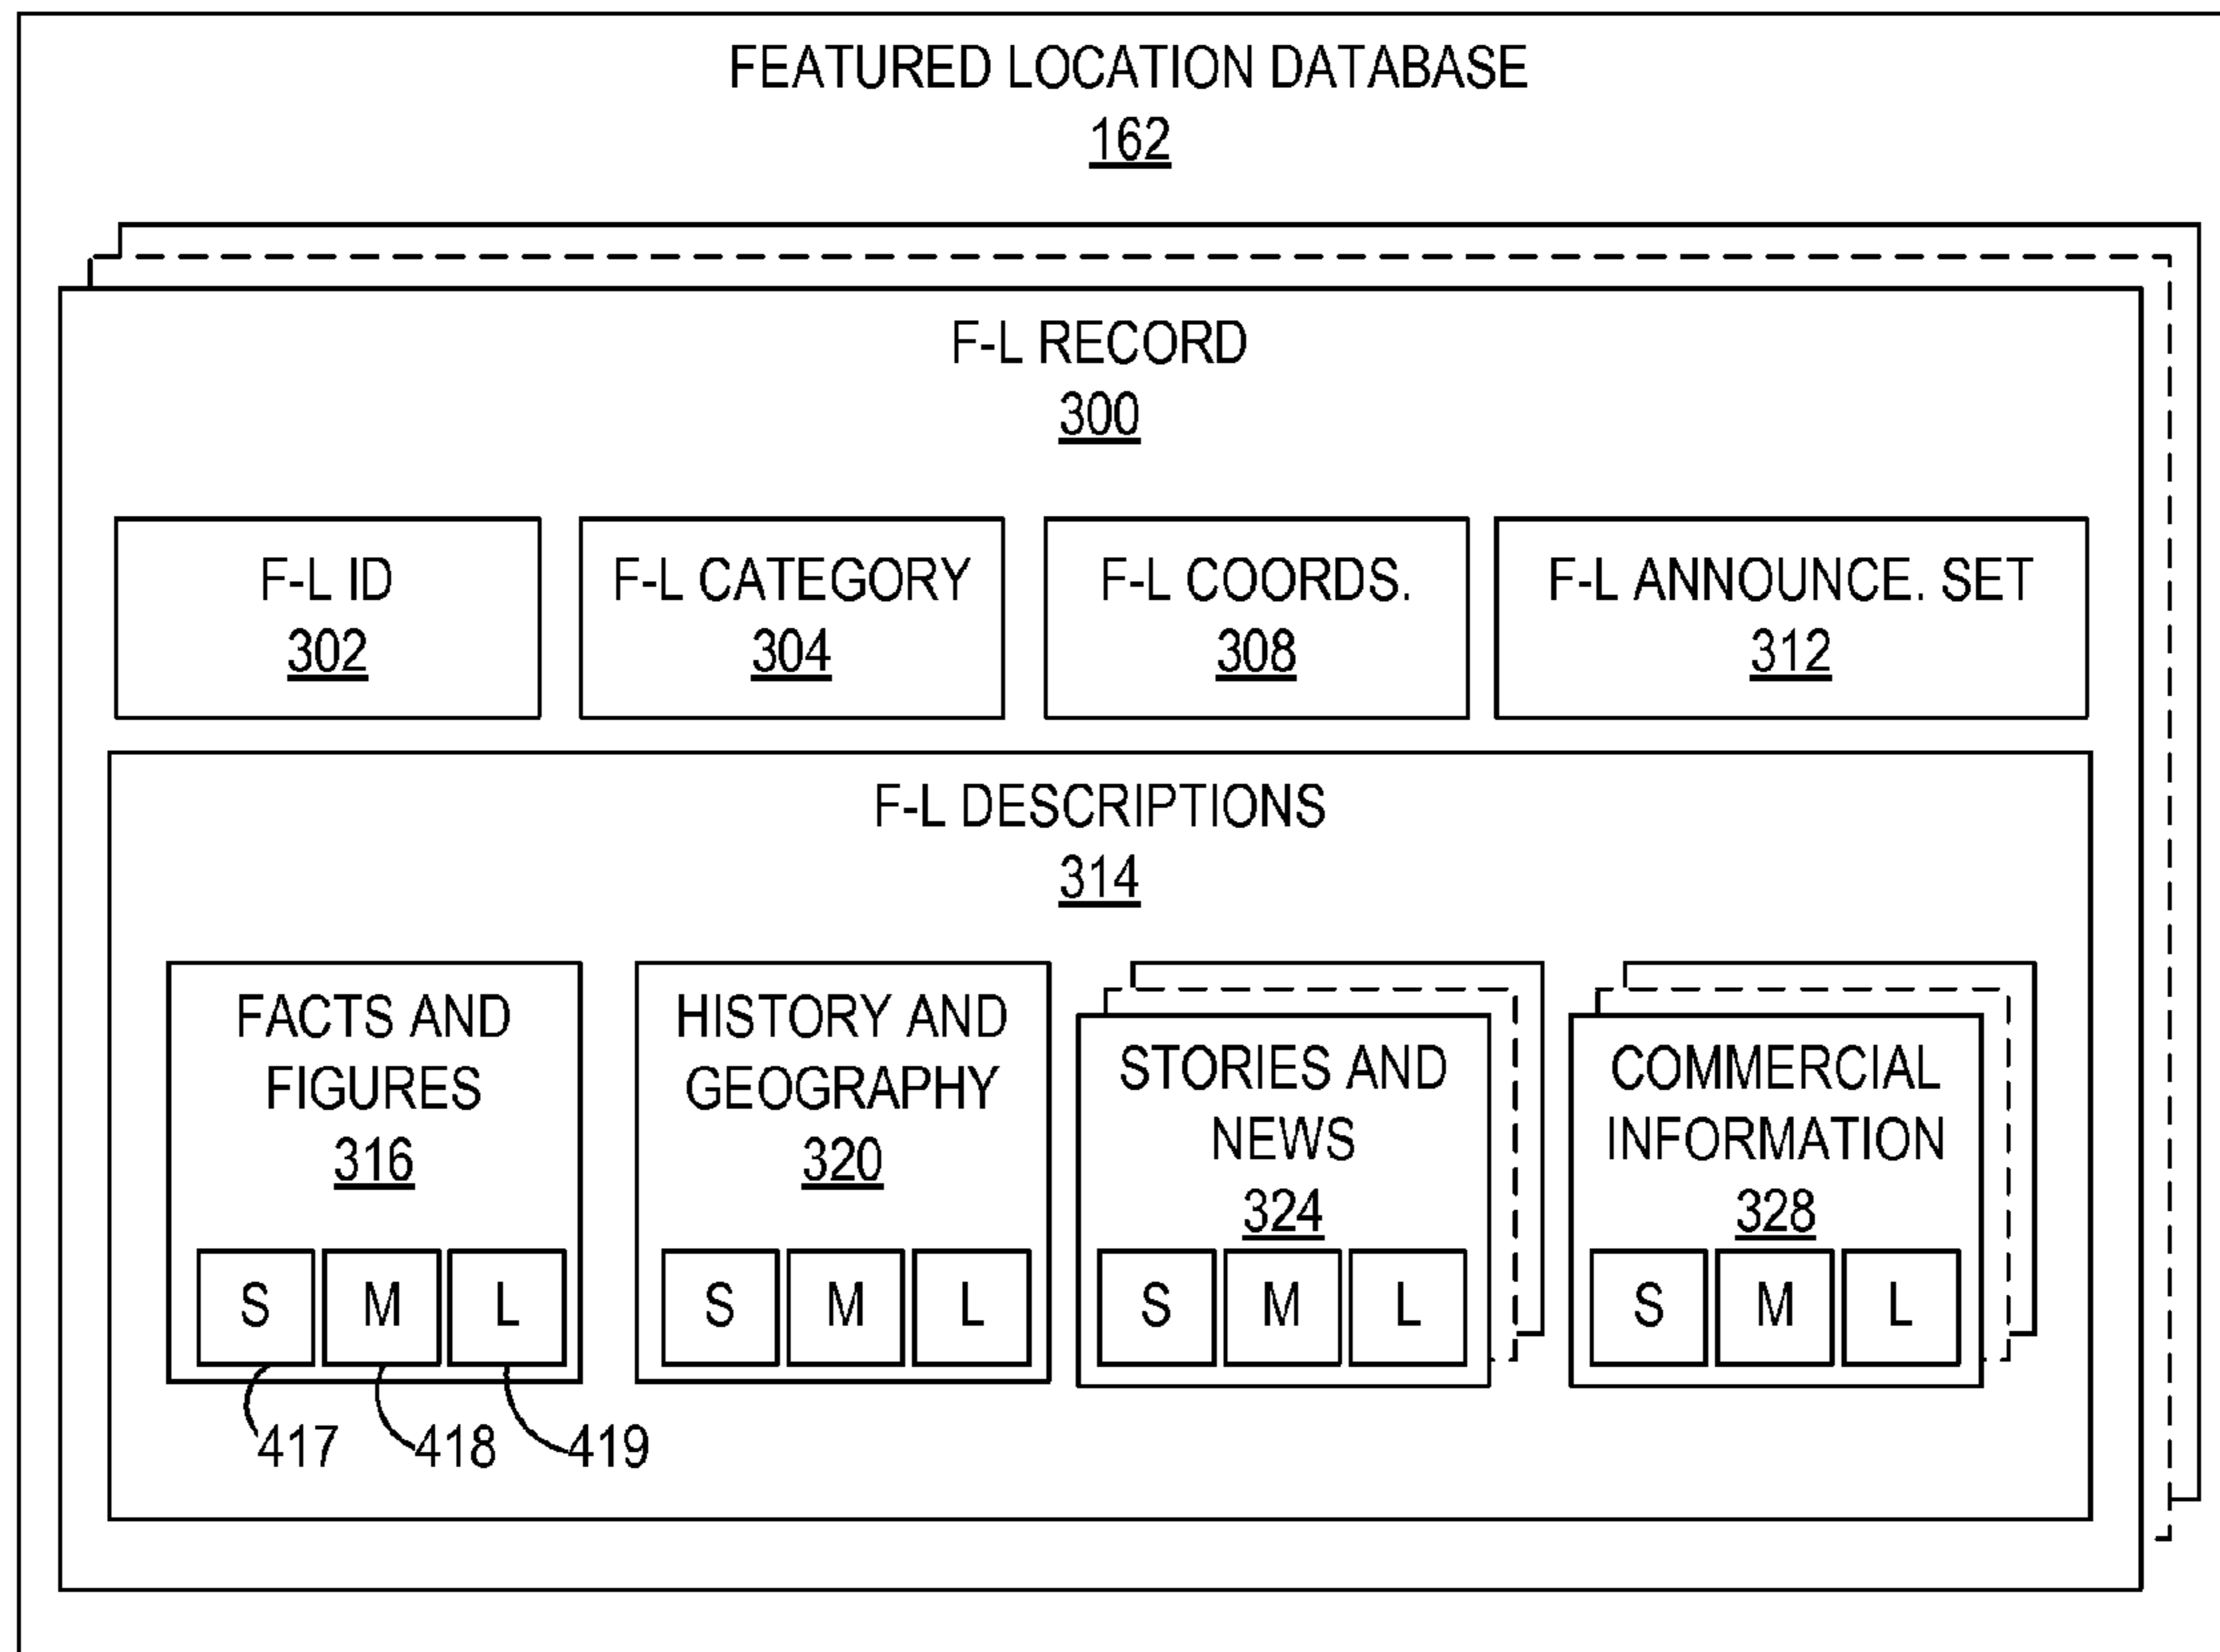 FEATURED LOCATION DATABASE
162
F-L RECORD
300
F-L ID
302
F-L CATEGORY
304
F-L COORDS.
308
F-L ANNOUNCE. SET
312
F-L DESCRIPTIONS
314
FACTS AND
FIGURES
316
S M L
417 418 419
HISTORY AND
GEOGRAPHY
320
S M L
STORIES AND
NEWS
324
S M L
COMMERCIAL
INFORMATION
328
S M L